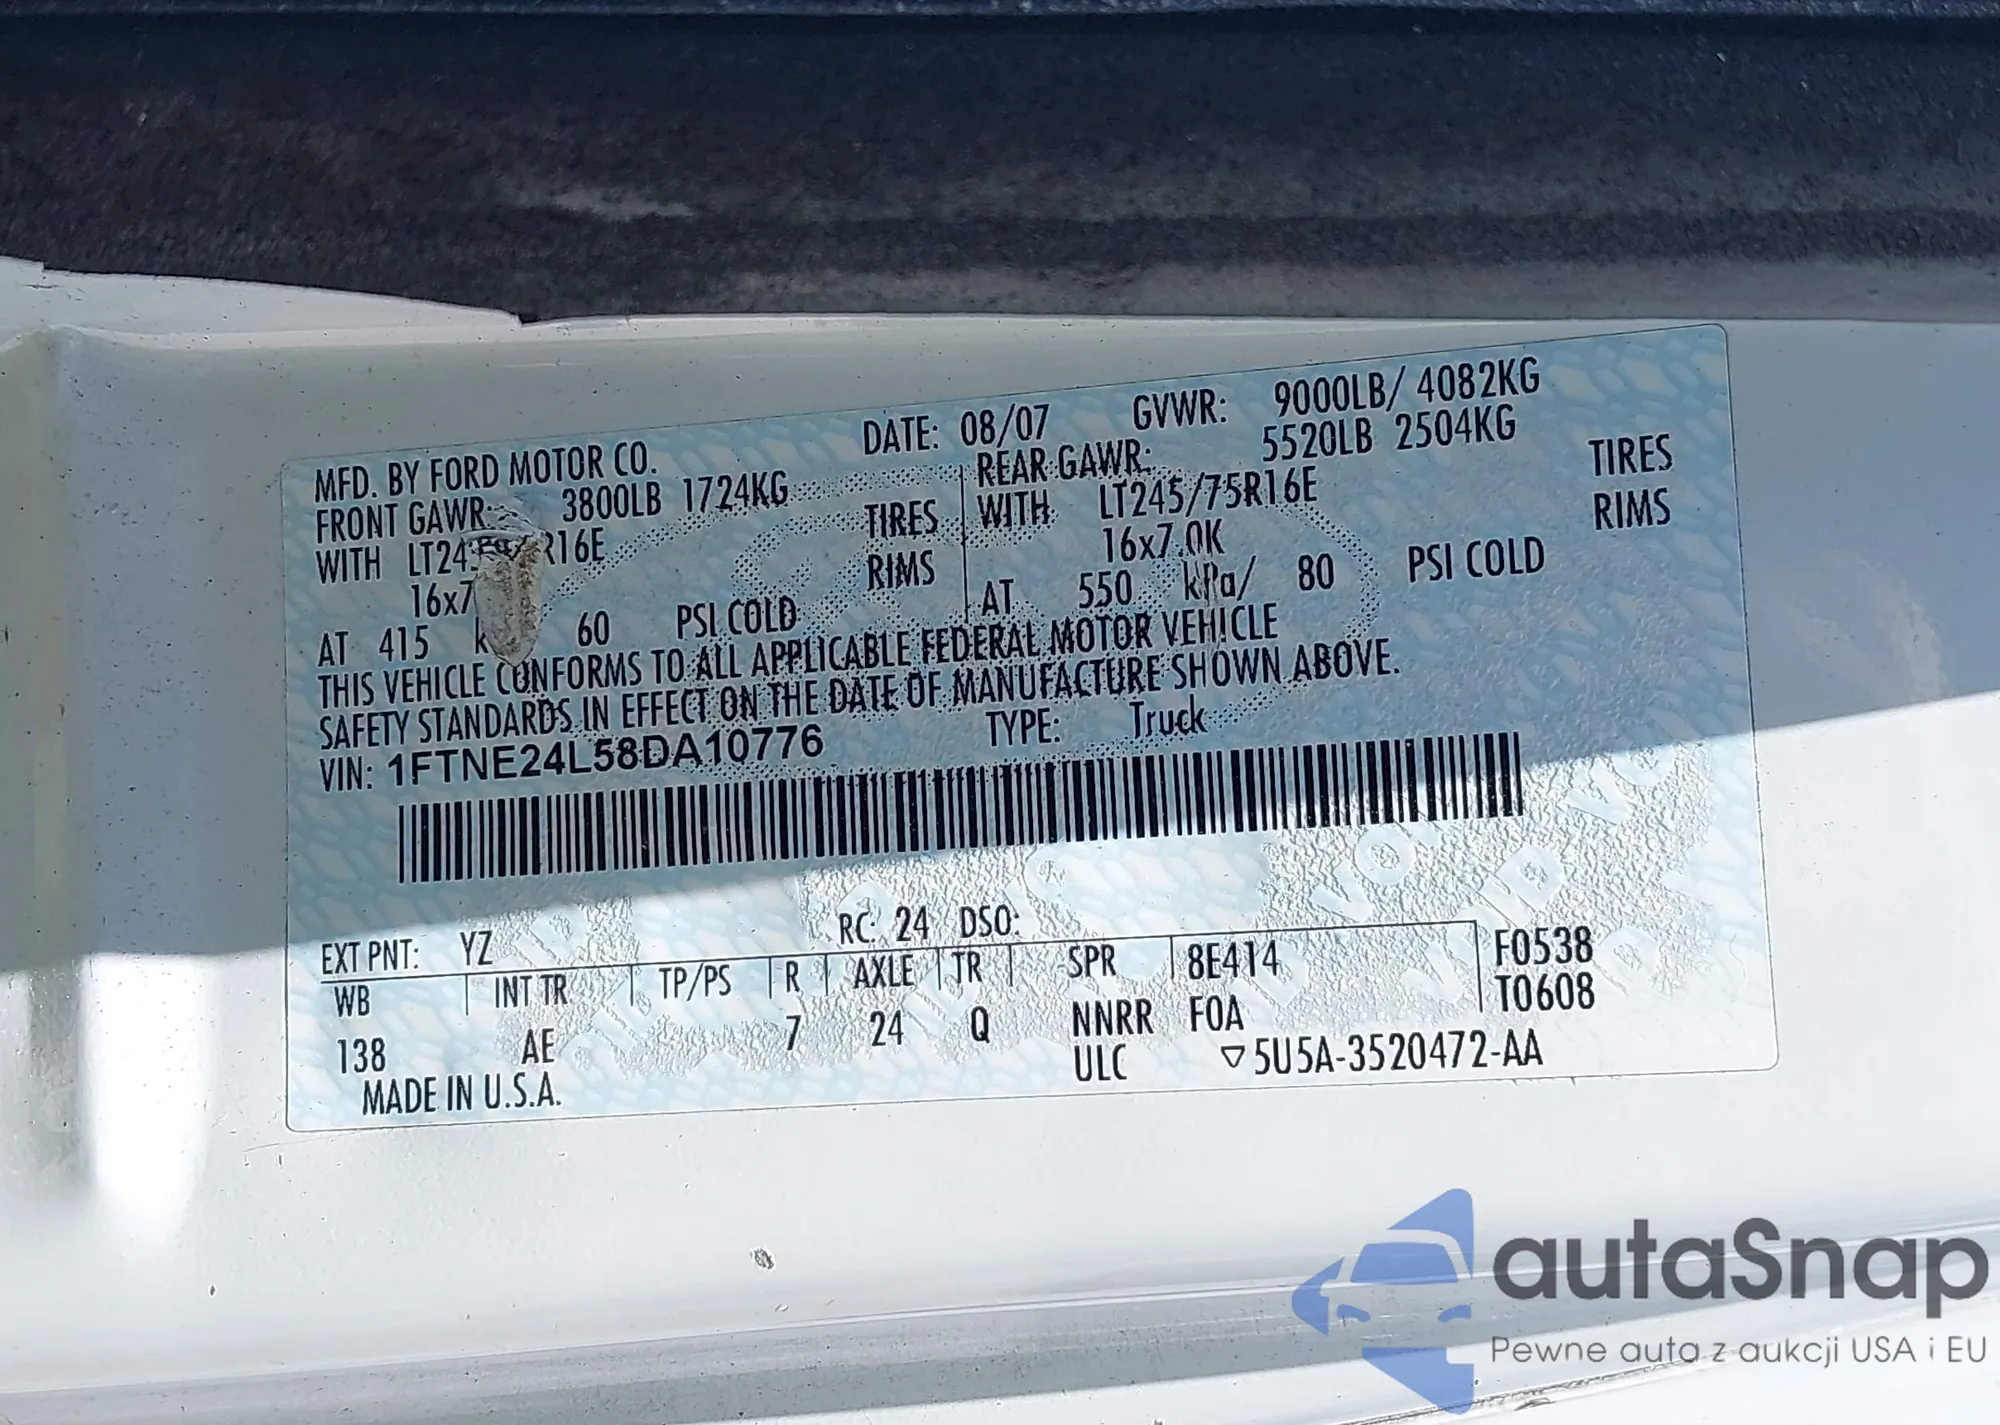 MFD. BY FORD MOTOR CO. DATE: 08/07 GVWR: 9000LB/ 4082KG
FRONT GAWR: 3800LB 1724KG REAR GAWR: 5520LB 2504KG
WITH R16E TIRES WITH LT245/75R16E TIRES
16x7 RIMS 16x7.0K RIMS
AT 415 60 PSI COLD AT 550 kPa/ 80 PSI COLD
THIS VEHICLE CONFORMS TO ALL APPLICABLE FEDERAL MOTOR VEHICLE
SAFETY STANDARDS IN EFFECT ON THE DATE OF MANUFACTURE SHOWN ABOVE.
VIN: 1FTNE24L58DA10776 TYPE: Truck
EXT PNT: YZ RC: 24 DSO:
WB INT TR TP/PS R AXLE TR SPR 8E414 F0538
138 AE 7 24 Q NNRR FOA T0608
MADE IN U.S.A. ULC ▽5U5A-3520472-AA
VOID
autaSnap
Pewne auta z aukcji USA i EU